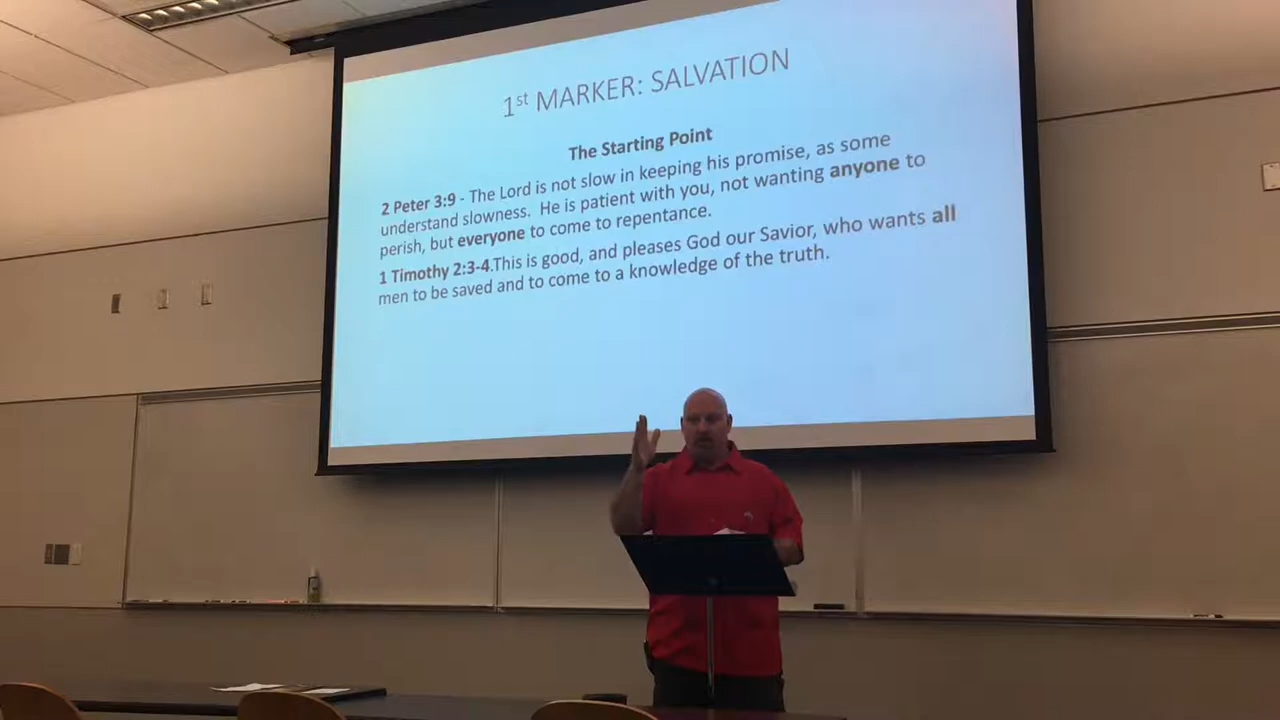 1st MARKER: SALVATION
The Starting Point
2 Peter 3:9 - The Lord is not slow in keeping his promise, as some
understand slowness. He is patient with you, not wanting anyone to
perish, but everyone to come to repentance.
1 Timothy 2:3-4.This is good, and pleases God our Savior, who wants all
men to be saved and to come to a knowledge of the truth.